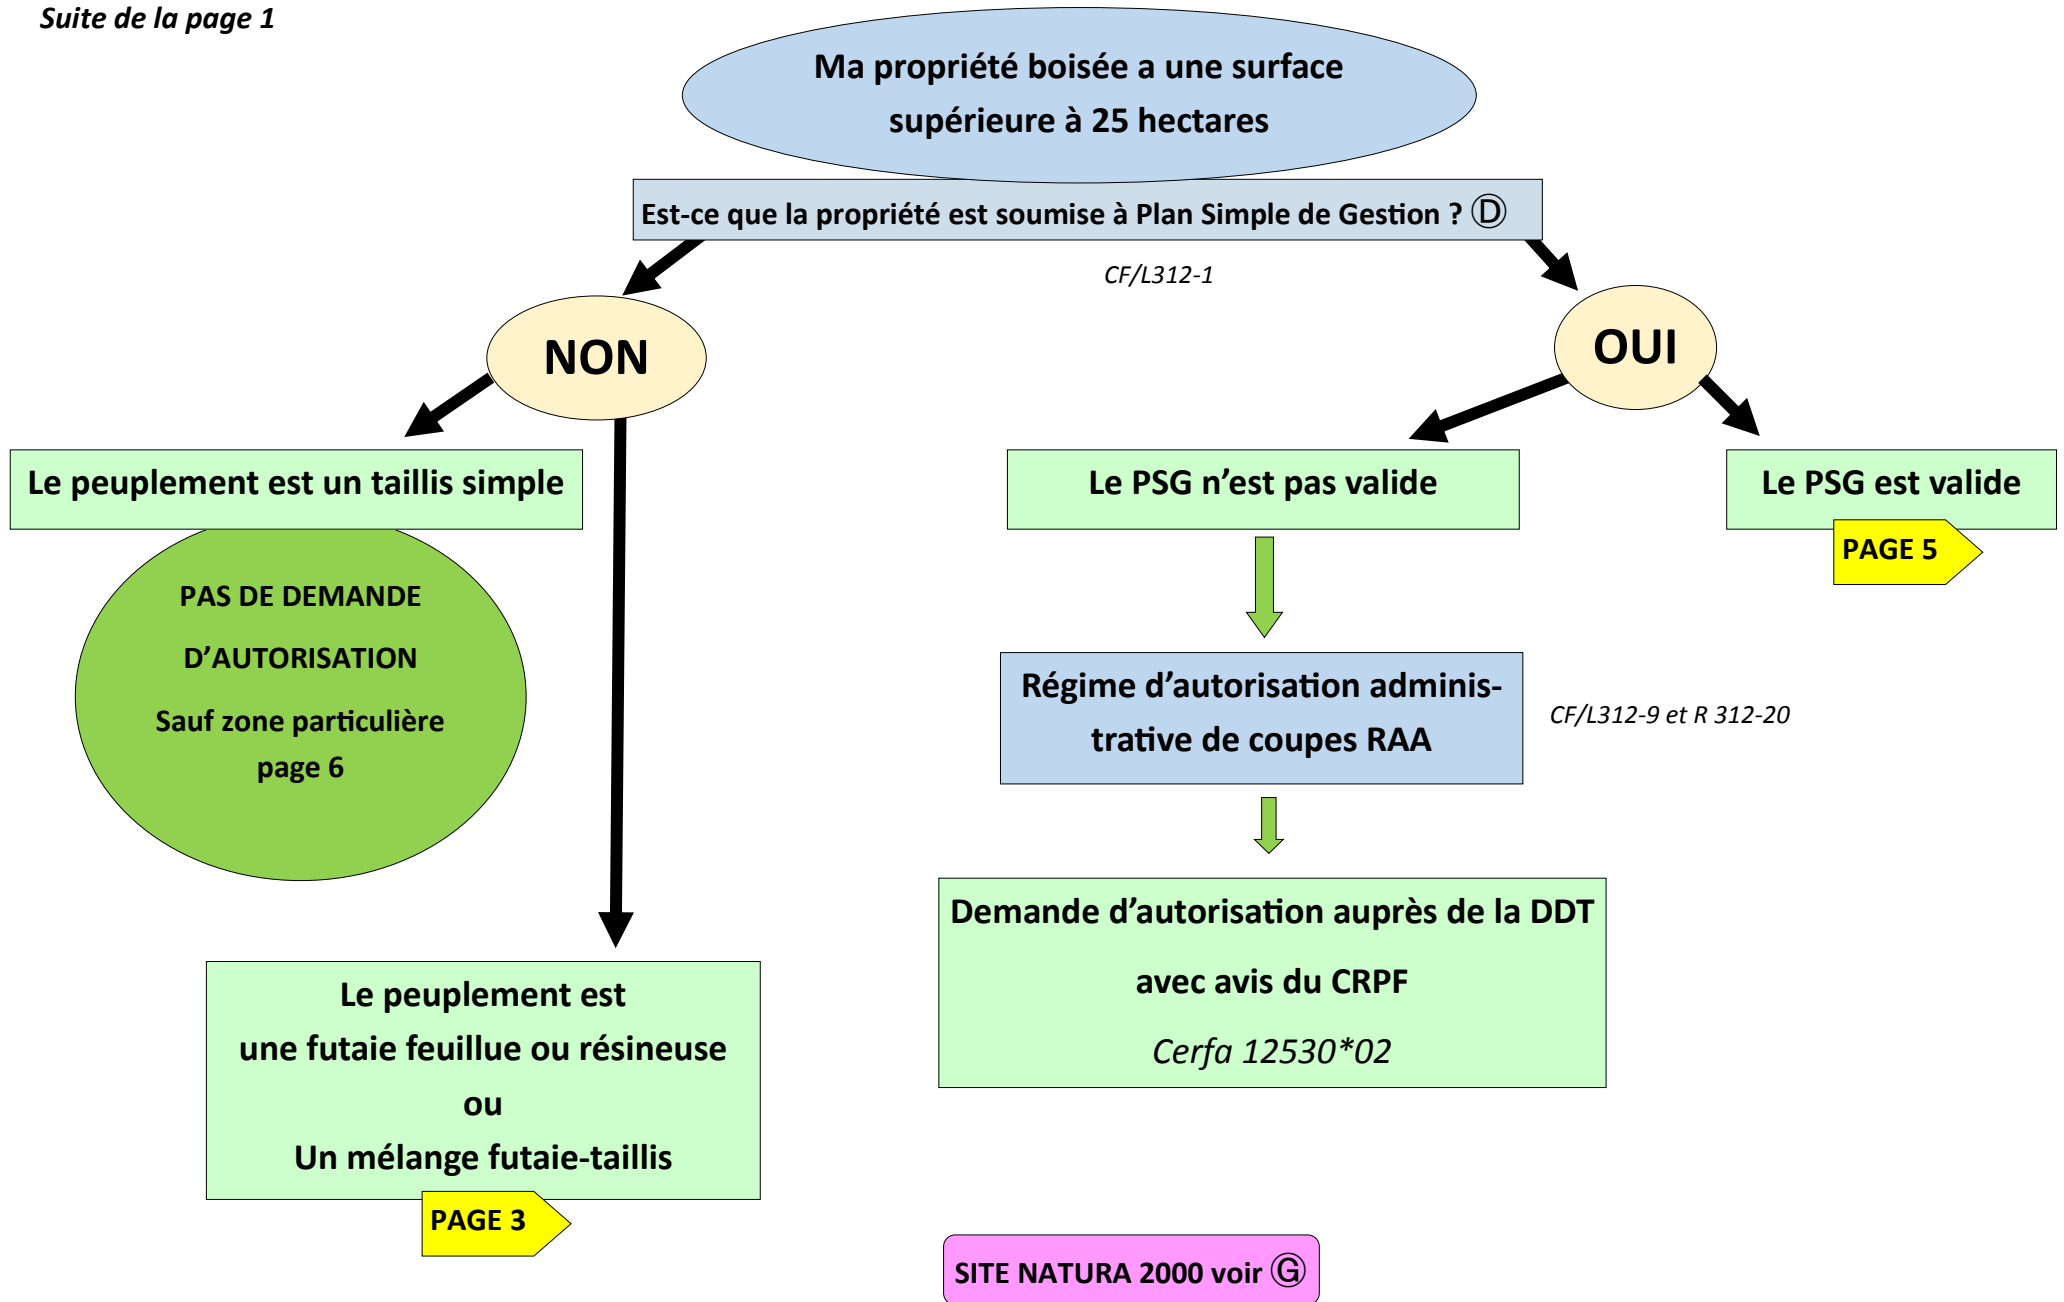 Suite de la page 1
Ma propriété boisée a une surface
supérieure à 25 hectares
Est-ce que la propriété est soumise à Plan Simple de Gestion ? Ⓓ
CF/L312-1
NON
OUI
Le peuplement est un taillis simple
PAS DE DEMANDE
D’AUTORISATION
Sauf zone particulière
page 6
Le peuplement est
une futaie feuillue ou résineuse
ou
Un mélange futaie-taillis
PAGE 3
Le PSG n’est pas valide
Le PSG est valide
PAGE 5
Régime d’autorisation adminis-
trative de coupes RAA
CF/L312-9 et R 312-20
Demande d’autorisation auprès de la DDT
avec avis du CRPF
Cerfa 12530*02
SITE NATURA 2000 voir Ⓖ